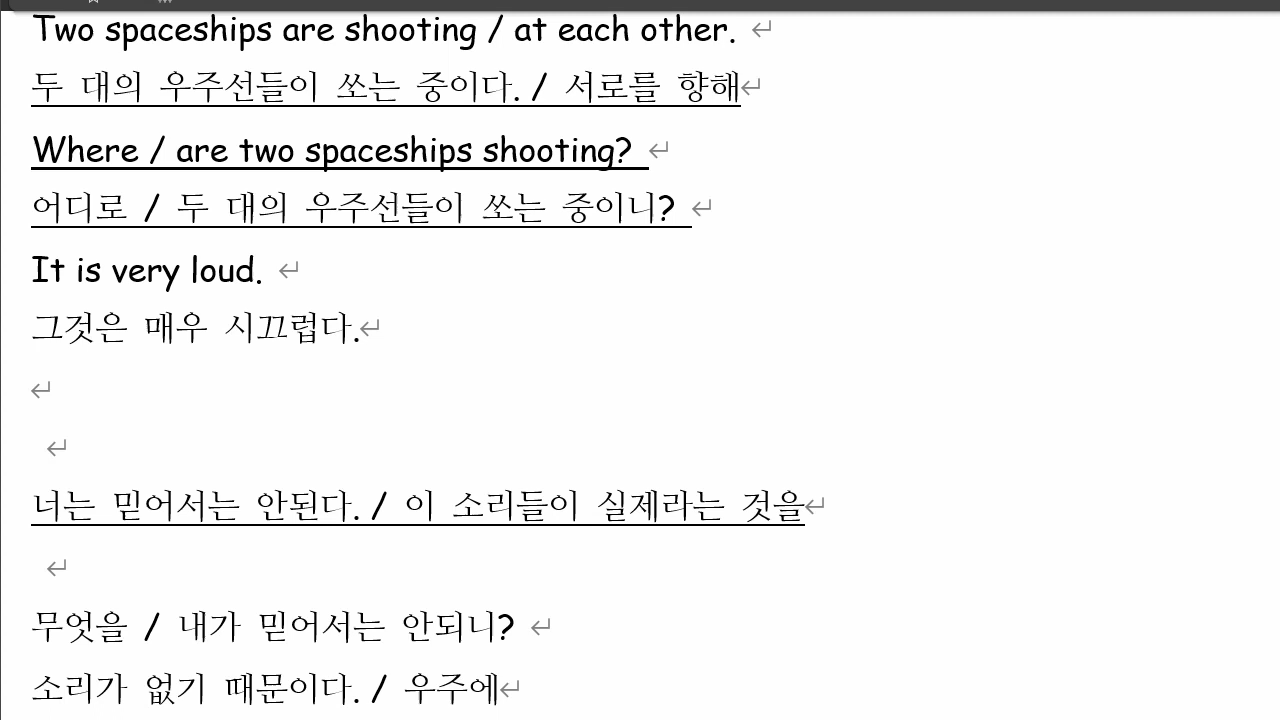 Two spaceships are shooting / at each other.
두 대의 우주선들이 쏘는 중이다. / 서로를 향해
Where / are two spaceships shooting?
어디로 / 두 대의 우주선들이 쏘는 중이니?
It is very loud.
그것은 매우 시끄럽다.
너는 믿어서는 안된다. / 이 소리들이 실제라는 것을
무엇을 / 내가 믿어서는 안되니?
소리가 없기 때문이다. / 우주에